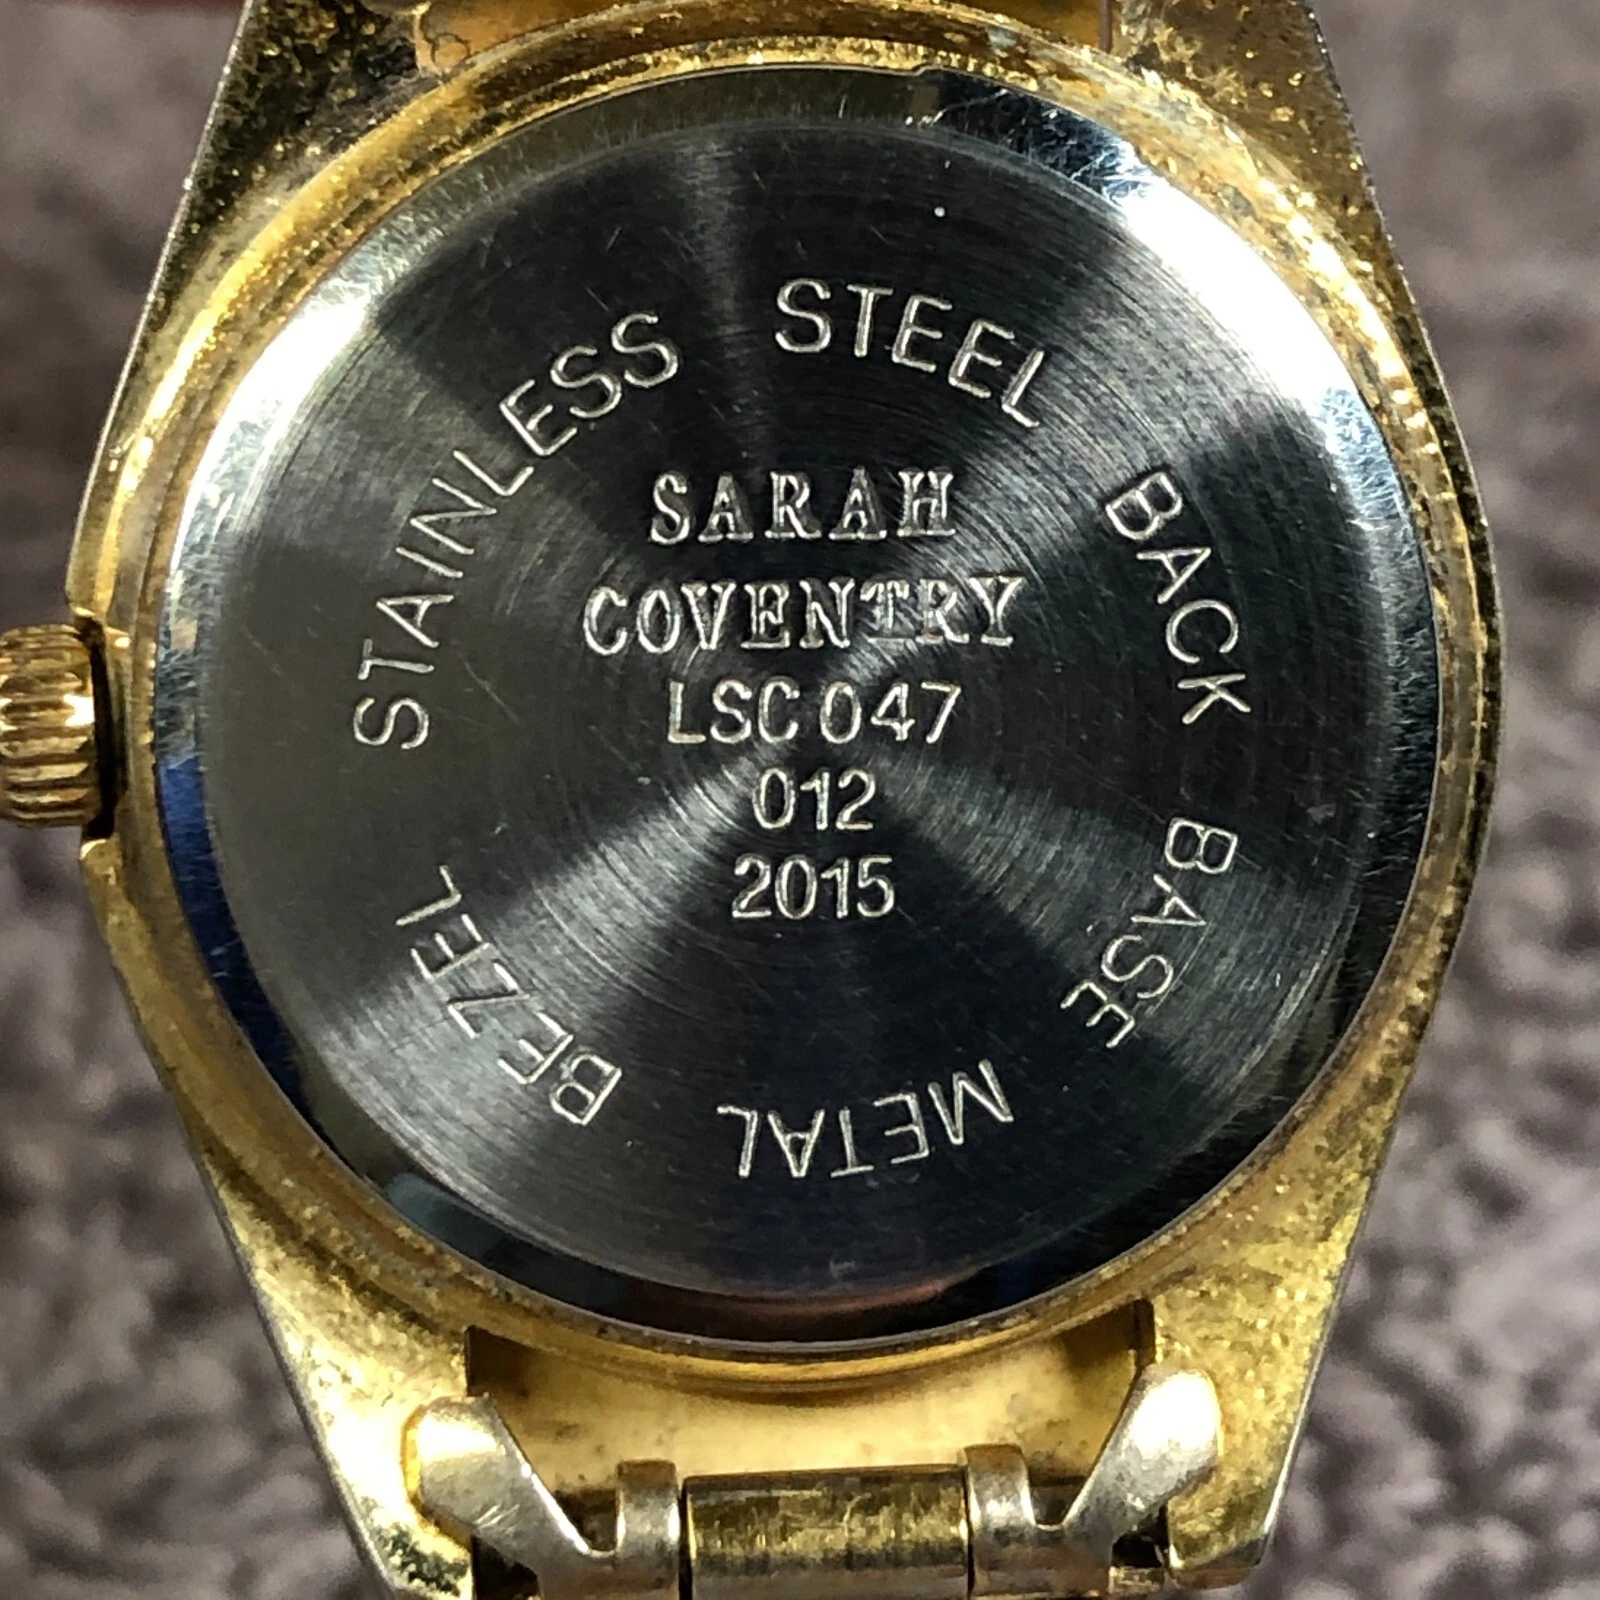 STAINLESS STEEL BACK BASE METAL BEZEL
SARAH
COVENTRY
LSC 047
012
2015